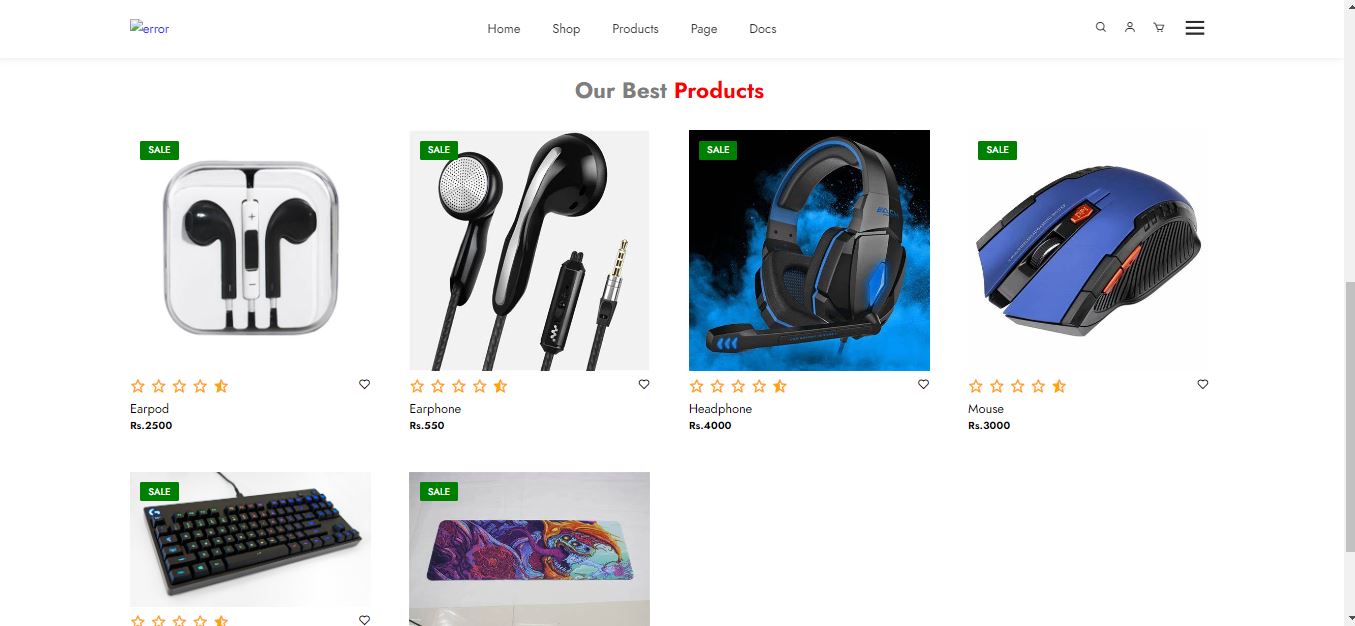 error
Home Shop Products Page Docs
Our Best Products
SALE SALE SALE SALE
Earpod Earphone Headphone Mouse
Rs.2500 Rs.550 Rs.4000 Rs.3000
SALE SALE